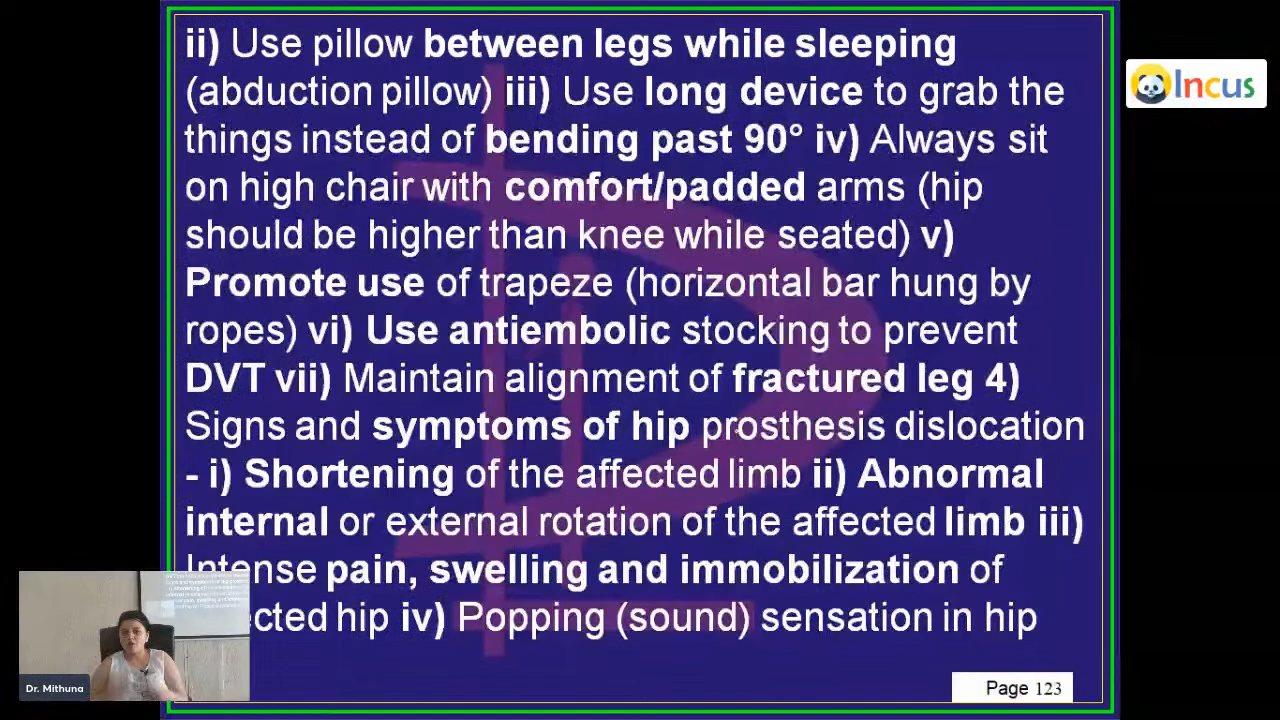 ii) Use pillow between legs while sleeping
(abduction pillow) iii) Use long device to grab the
things instead of bending past 90° iv) Always sit
on high chair with comfort/padded arms (hip
should be higher than knee while seated) v)
Promote use of trapeze (horizontal bar hung by
ropes) vi) Use antiembolic stocking to prevent
DVT vii) Maintain alignment of fractured leg 4)
Signs and symptoms of hip prosthesis dislocation
- i) Shortening of the affected limb ii) Abnormal
internal or external rotation of the affected limb iii)
Intense pain, swelling and immobilization of
ected hip iv) Popping (sound) sensation in hip
Page 123
Incus
Dr. Mithuna